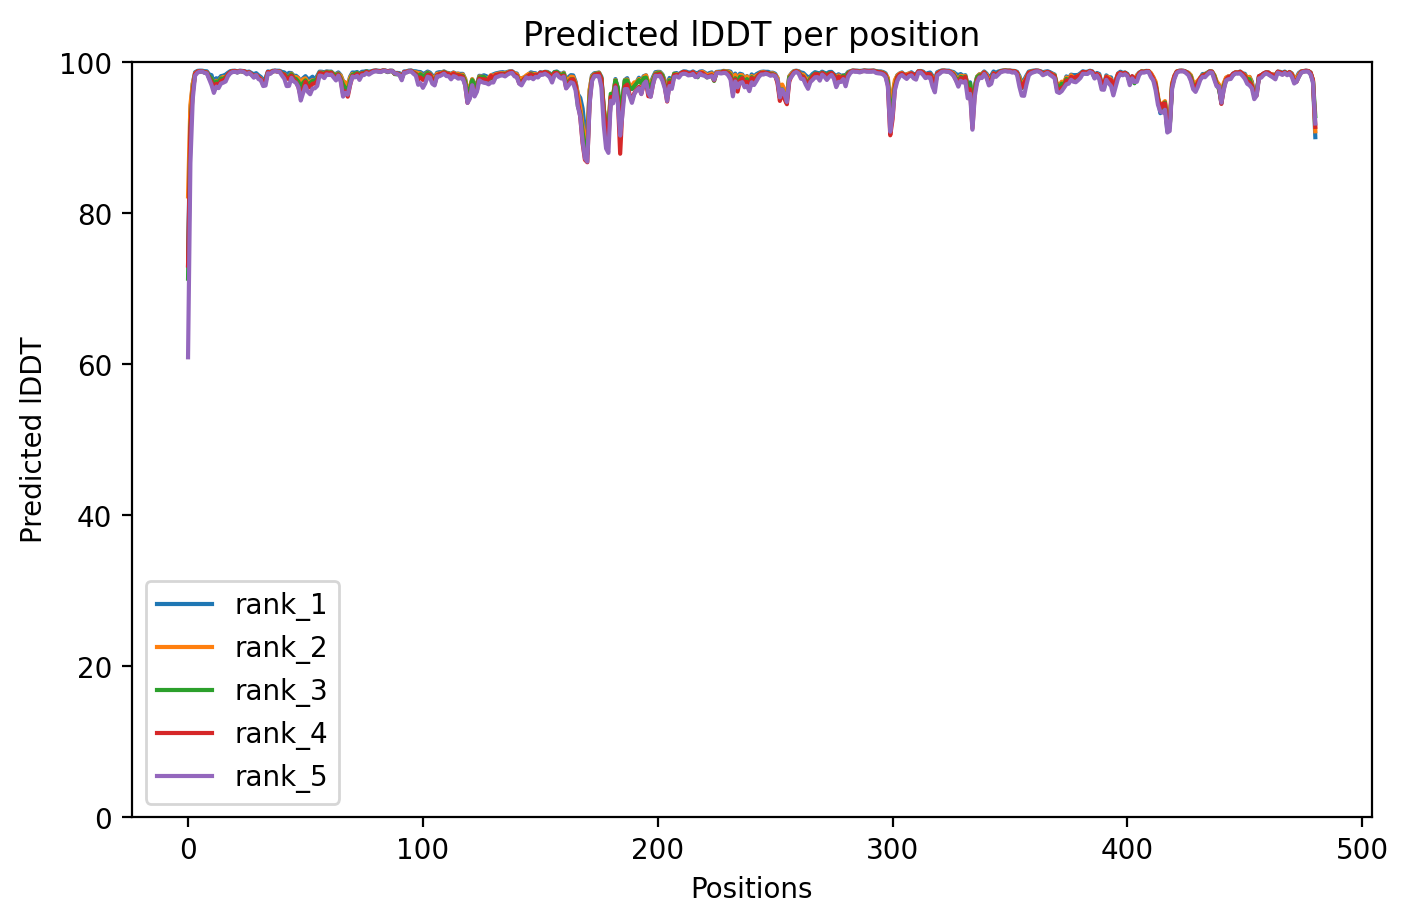 Predicted lDDT per position
Predicted lDDT
100
80
60
40
20
0
rank_1
rank_2
rank_3
rank_4
rank_5
0 100 200 300 400 500
Positions